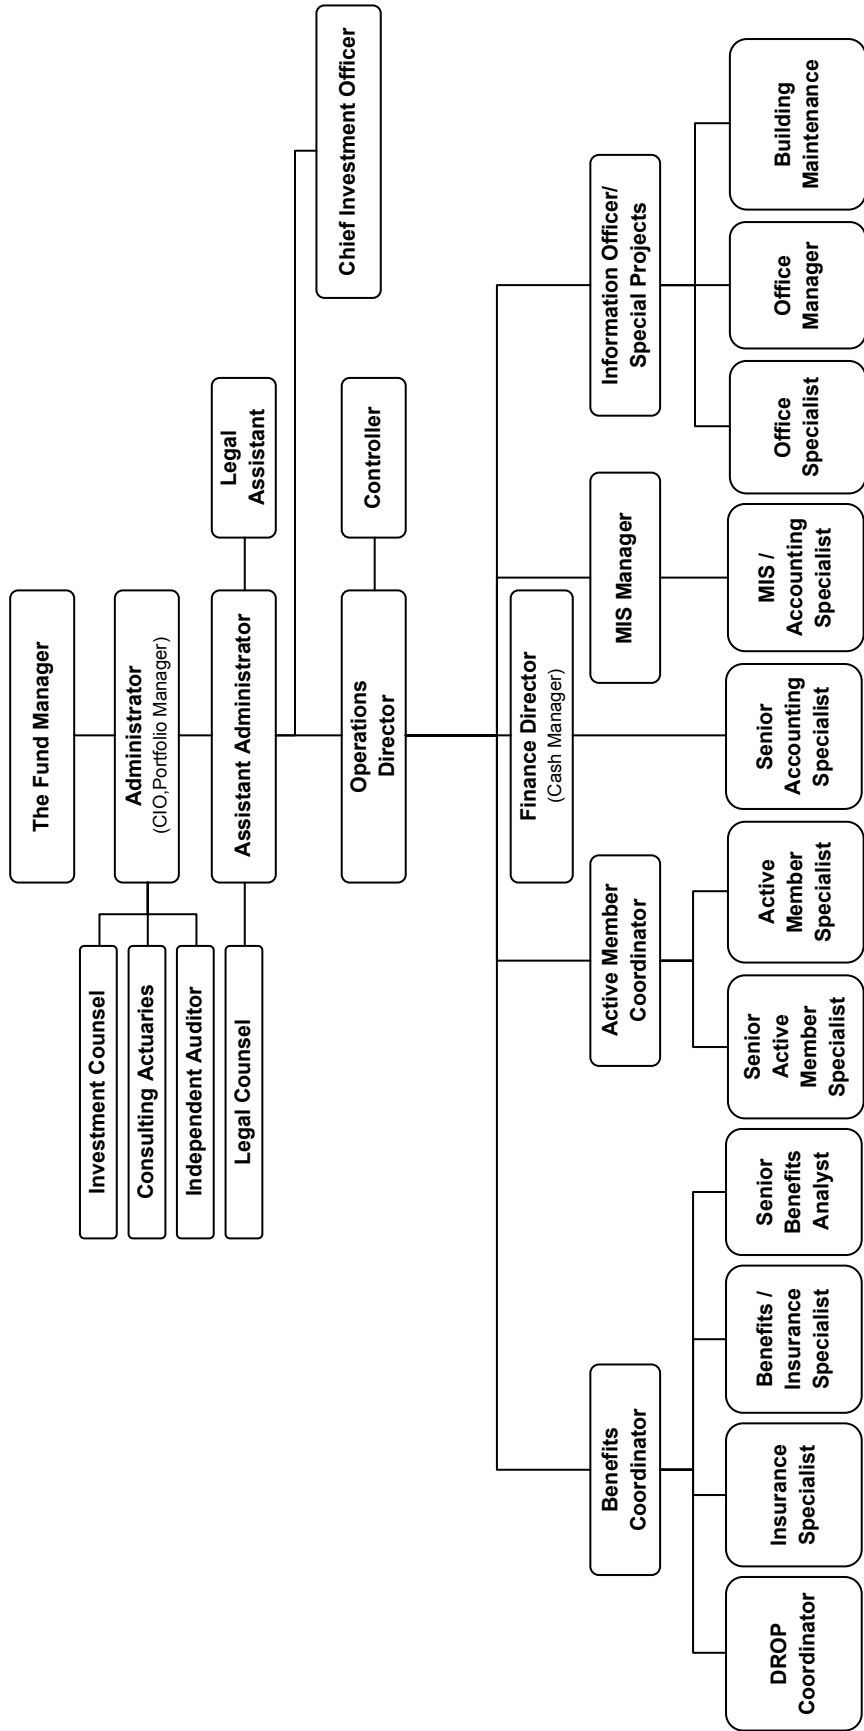 The Fund Manager
Administrator
(CIO,Portfolio Manager)
Investment Counsel
Consulting Actuaries
Independent Auditor
Legal Counsel
Assistant Administrator
Legal
Assistant
Chief Investment Officer
Operations
Director
Controller
Finance Director
(Cash Manager)
Benefits
Coordinator
Active Member
Coordinator
MIS Manager
Information Officer/
Special Projects
DROP
Coordinator
Insurance
Specialist
Benefits /
Insurance
Specialist
Senior
Benefits
Analyst
Senior
Active
Member
Specialist
Active
Member
Specialist
Senior
Accounting
Specialist
MIS /
Accounting
Specialist
Office
Specialist
Office
Manager
Building
Maintenance